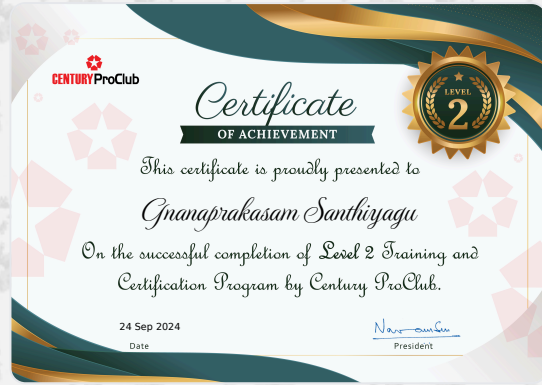 CENTURY ProClub
Certificate
OF ACHIEVEMENT
LEVEL
2
This certificate is proudly presented to
Gnanaprakasam Santhiyagu
On the successful completion of Level 2 Training and
Certification Program by Century ProClub.
24 Sep 2024
Date
President